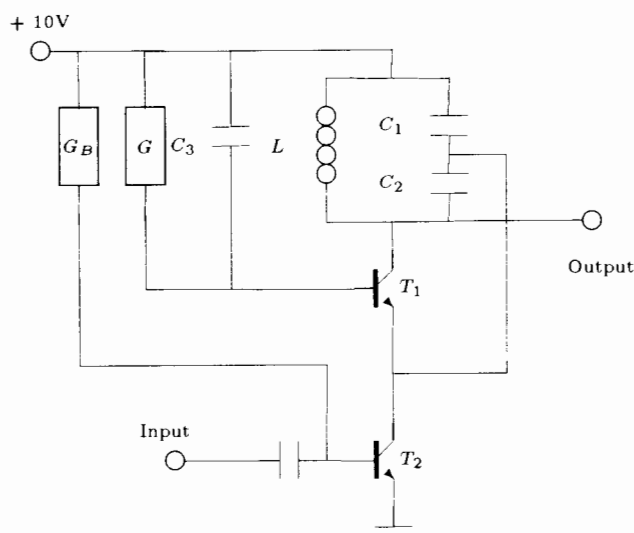 + 10V
G_B
G
C_3
L
C_1
C_2
T_1
Output
Input
T_2